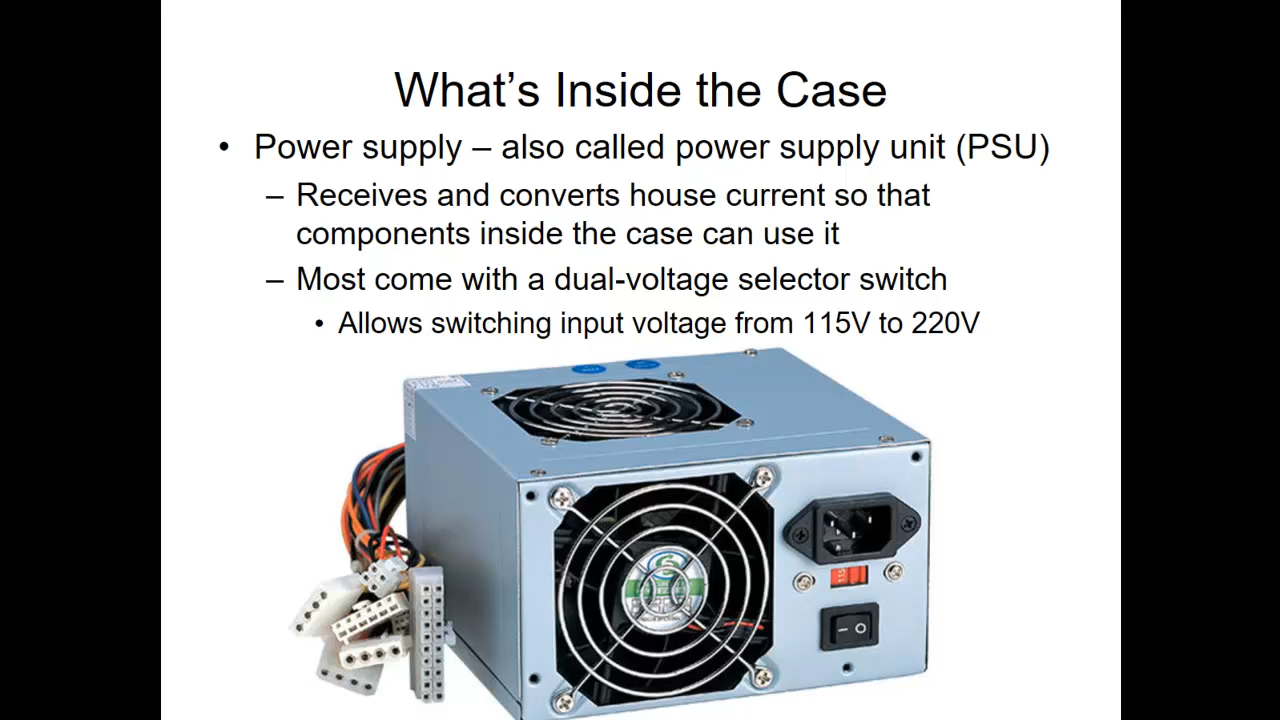 What’s Inside the Case
• Power supply – also called power supply unit (PSU)
– Receives and converts house current so that
components inside the case can use it
– Most come with a dual-voltage selector switch
• Allows switching input voltage from 115V to 220V
115